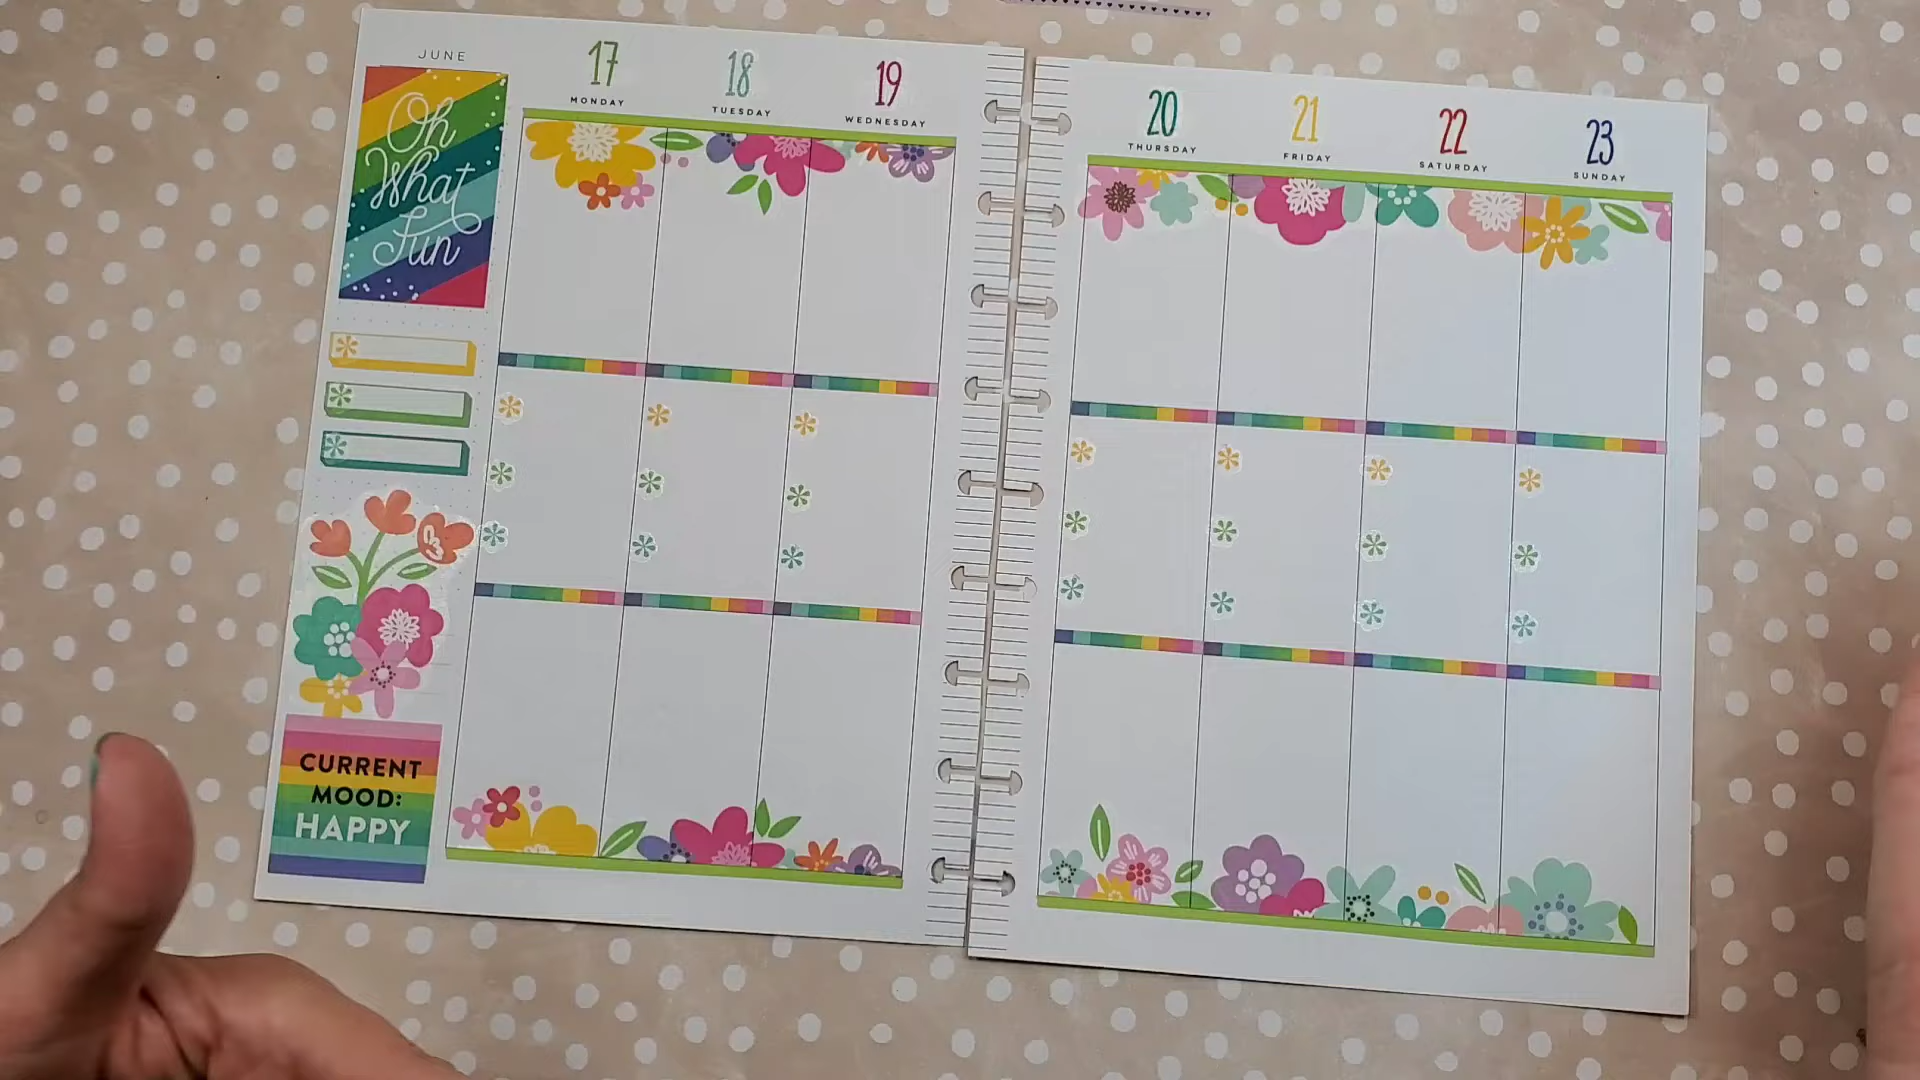 JUNE
Oh
What
Fun
17
MONDAY
18
TUESDAY
19
WEDNESDAY
20
THURSDAY
21
FRIDAY
22
SATURDAY
23
SUNDAY
CURRENT
MOOD:
HAPPY